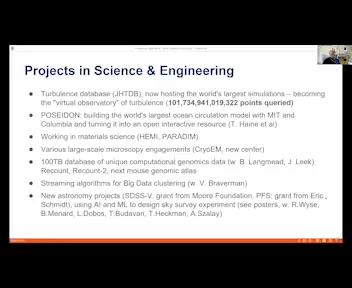 Projects in Science & Engineering
Turbulence database (JHTDB), now hosting the world's largest simulations – becoming
the "virtual observatory" of turbulence (101,734,941,019,322 points queried)
POSEIDON: building the world's largest ocean circulation model with MIT and
Columbia and turning it into an open interactive resource (T. Haine et al)
Working in materials science (HEMI, PARADIM)
Various large-scale microscopy engagements (CryoEM, new center)
100TB database of unique computational genomics data (w. B. Langmead, J. Leek)
Recount, Recount-2, next mouse genomic atlas
Streaming algorithms for Big Data clustering (w. V. Braverman)
New astronomy projects (SDSS-V. grant from Moore Foundation, PFS: grant from Eric
Schmidt), using AI and ML to design sky survey experiment (see posters, w. R.Wyse,
B.Menard, L.Dobos, T.Budavari, T.Heckman, A.Szalay)